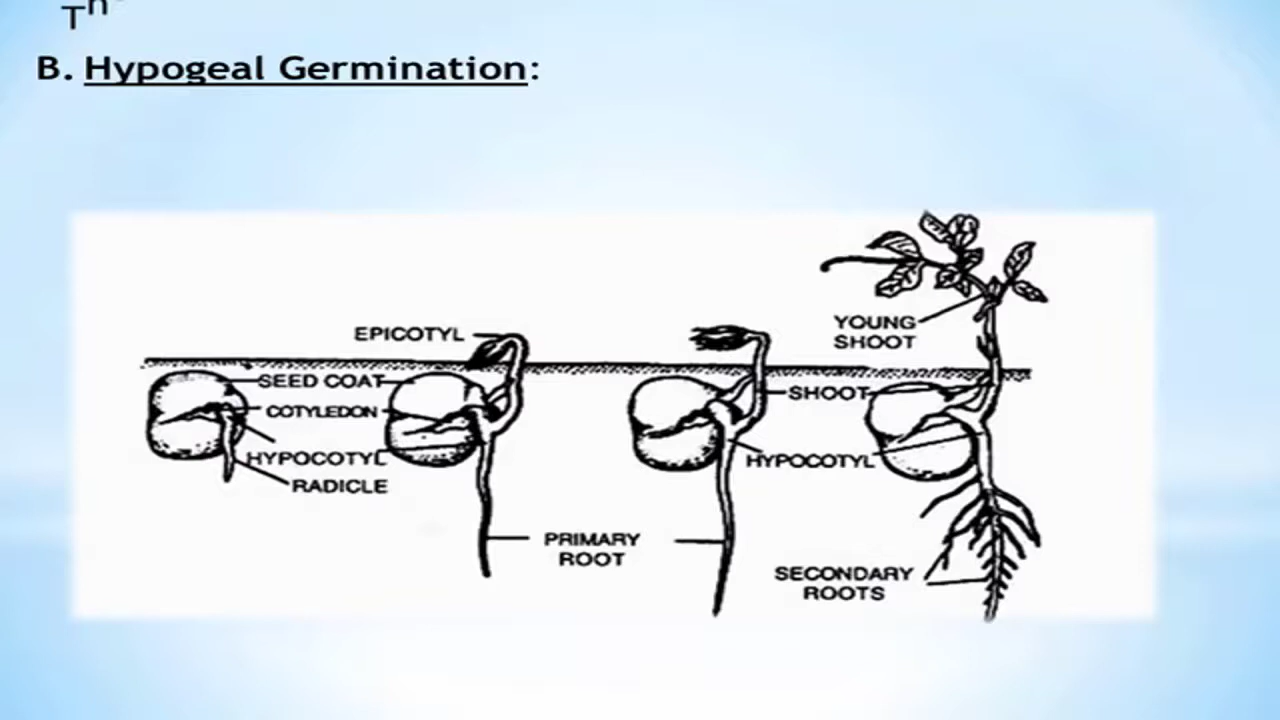 B. Hypogeal Germination:
YOUNG
SHOOT
EPICOTYL
SEED COAT
SHOOT
COTYLEDON
HYPOCOTYL
HYPOCOTYL
RADICLE
PRIMARY
ROOT
SECONDARY
ROOTS